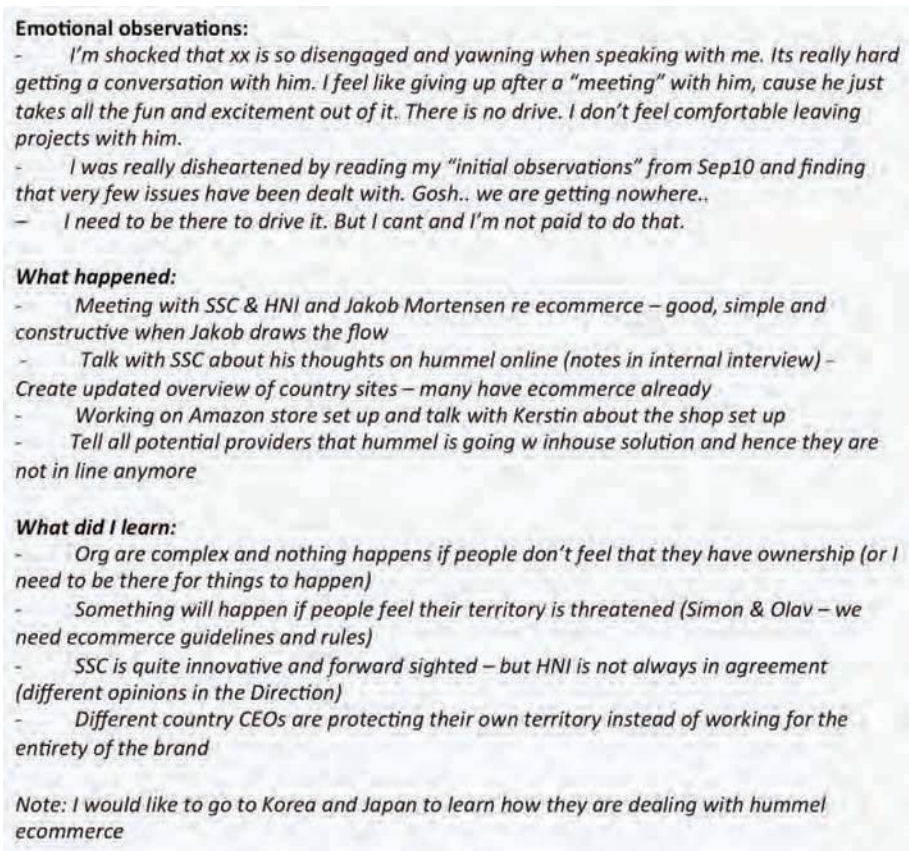 Emotional observations:
- I'm shocked that xx is so disengaged and yawning when speaking with me. Its really hard
getting a conversation with him. I feel like giving up after a "meeting" with him, cause he just
takes all the fun and excitement out of it. There is no drive. I don't feel comfortable leaving
projects with him.
- I was really disheartened by reading my "initial observations" from Sep10 and finding
that very few issues have been dealt with. Gosh.. we are getting nowhere..
– I need to be there to drive it. But I cant and I'm not paid to do that.
What happened:
- Meeting with SSC & HNI and Jakob Mortensen re ecommerce – good, simple and
constructive when Jakob draws the flow
- Talk with SSC about his thoughts on hummel online (notes in internal interview) -
Create updated overview of country sites – many have ecommerce already
- Working on Amazon store set up and talk with Kerstin about the shop set up
- Tell all potential providers that hummel is going w inhouse solution and hence they are
not in line anymore
What did I learn:
- Org are complex and nothing happens if people don't feel that they have ownership (or I
need to be there for things to happen)
- Something will happen if people feel their territory is threatened (Simon & Olav – we
need ecommerce guidelines and rules)
- SSC is quite innovative and forward sighted – but HNI is not always in agreement
(different opinions in the Direction)
- Different country CEOs are protecting their own territory instead of working for the
entirety of the brand
Note: I would like to go to Korea and Japan to learn how they are dealing with hummel
ecommerce